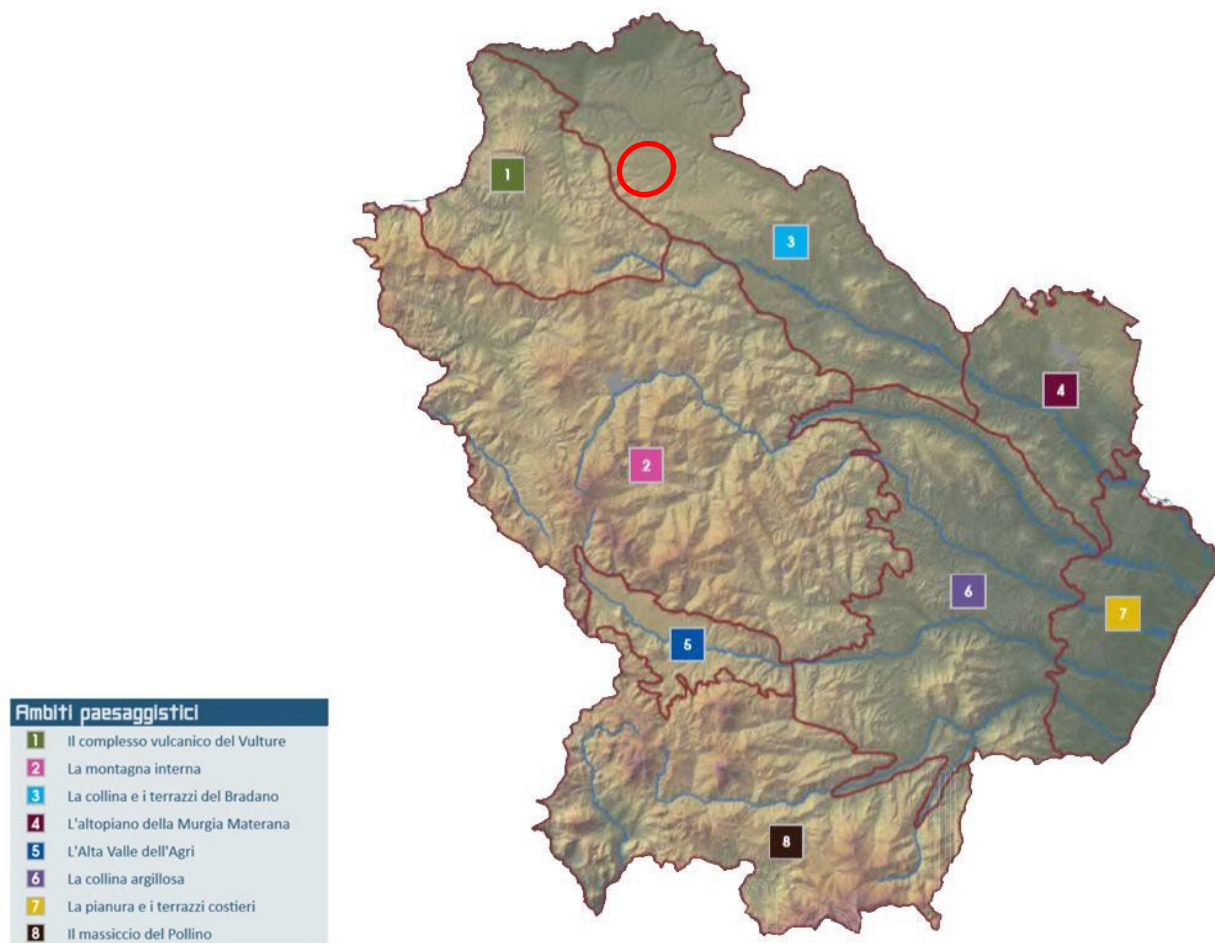 1
3
4
2
6
7
5
8
Ambiti paesaggistici
1 Il complesso vulcanico del Vulture
2 La montagna interna
3 La collina e i terrazzi del Bradano
4 L'altopiano della Murgia Materana
5 L'Alta Valle dell'Agri
6 La collina argillosa
7 La pianura e i terrazzi costieri
8 Il massiccio del Pollino